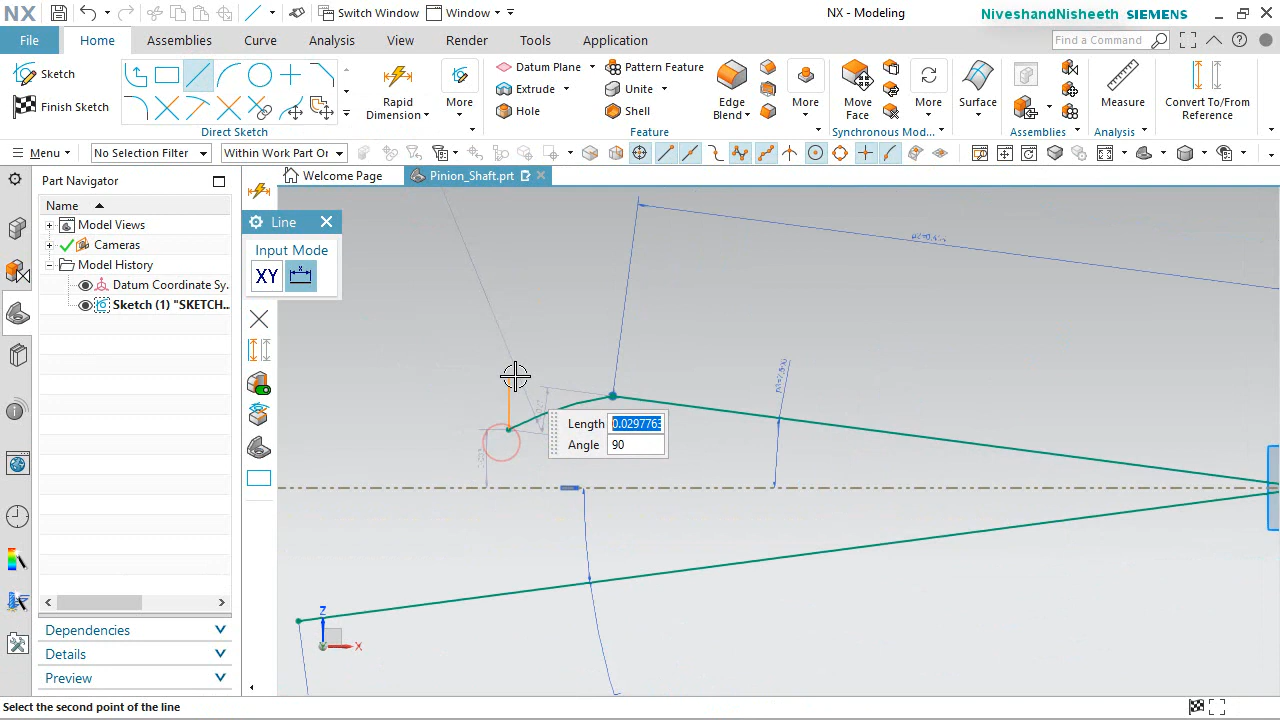 NX
Switch Window
Window
NX - Modeling
NiveshandNisheeth SIEMENS
File
Home
Assemblies
Curve
Analysis
View
Render
Tools
Application
Find a Command
Sketch
Finish Sketch
Direct Sketch
Rapid
Dimension
More
Datum Plane
Extrude
Hole
Pattern Feature
Unite
Shell
Edge
Blend
More
Feature
Move
Face
More
Synchronous Mod...
Surface
Assemblies
Measure
Analysis
Convert To/From
Reference
Menu
No Selection Filter
Within Work Part Or
Part Navigator
Welcome Page
Pinion_Shaft.prt
Name
Model Views
Cameras
Model History
Datum Coordinate Sy.
Sketch (1) "SKETCH...
Line
Input Mode
XY
Length 0.029776
Angle 90
Z
X
Dependencies
Details
Preview
Select the second point of the line